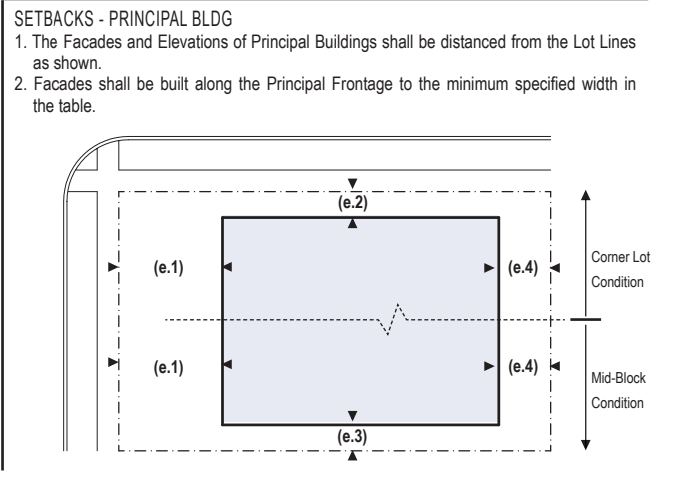 SETBACKS - PRINCIPAL BLDG
1. The Facades and Elevations of Principal Buildings shall be distanced from the Lot Lines
as shown.
2. Facades shall be built along the Principal Frontage to the minimum specified width in
the table.
(e.2)
(e.1)
(e.4)
Corner Lot
Condition
(e.1)
(e.4)
Mid-Block
Condition
(e.3)